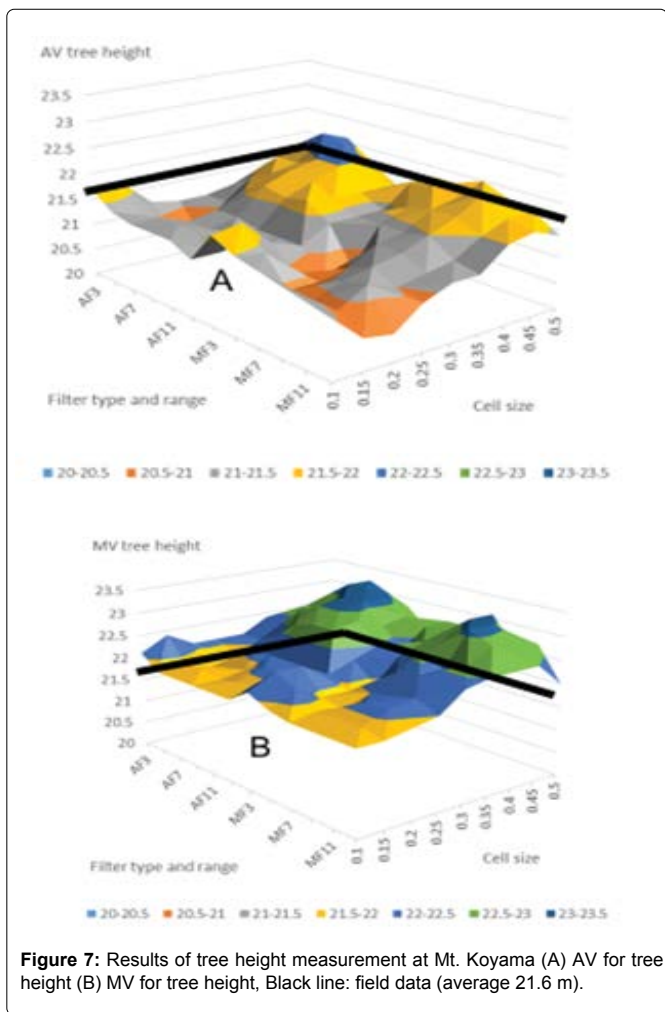 AV tree height
23.5
23
22.5
22
21.5
21
20.5
20
AF3
AF7
AF11
MF3
MF7
MF11
0.1
0.15
0.2
0.25
0.3
0.35
0.4
0.45
0.5
A
Filter type and range
Cell size
20-20.5 20.5-21 21-21.5 21.5-22 22-22.5 22.5-23 23-23.5
MV tree height
23.5
23
22.5
22
21.5
21
20.5
20
AF3
AF7
AF11
MF3
MF7
MF11
0.1
0.15
0.2
0.25
0.3
0.35
0.4
0.45
0.5
B
Filter type and range
Cell size
20-20.5 20.5-21 21-21.5 21.5-22 22-22.5 22.5-23 23-23.5
Figure 7: Results of tree height measurement at Mt. Koyama (A) AV for tree
height (B) MV for tree height, Black line: field data (average 21.6 m).